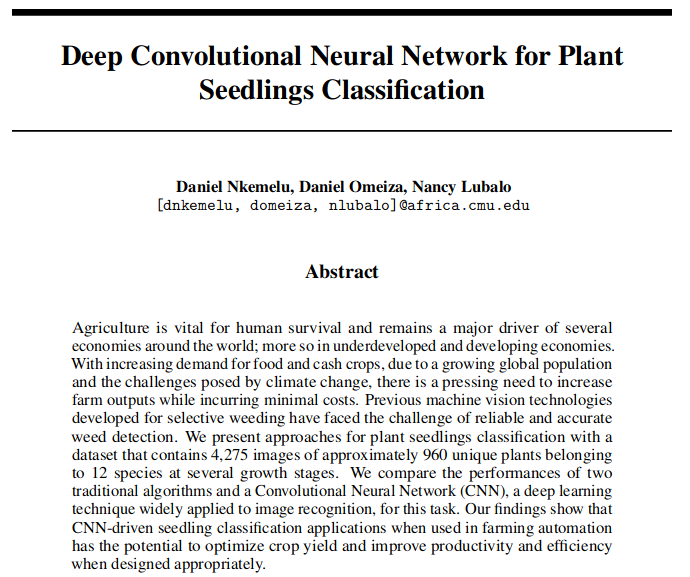 Deep Convolutional Neural Network for Plant
Seedlings Classification
Daniel Nkemelu, Daniel Omeiza, Nancy Lubalo
[dnkemelu, domeiza, nlubalo]@africa.cmu.edu
Abstract
Agriculture is vital for human survival and remains a major driver of several
economies around the world; more so in underdeveloped and developing economies.
With increasing demand for food and cash crops, due to a growing global population
and the challenges posed by climate change, there is a pressing need to increase
farm outputs while incurring minimal costs. Previous machine vision technologies
developed for selective weeding have faced the challenge of reliable and accurate
weed detection. We present approaches for plant seedlings classification with a
dataset that contains 4,275 images of approximately 960 unique plants belonging
to 12 species at several growth stages. We compare the performances of two
traditional algorithms and a Convolutional Neural Network (CNN), a deep learning
technique widely applied to image recognition, for this task. Our findings show that
CNN-driven seedling classification applications when used in farming automation
has the potential to optimize crop yield and improve productivity and efficiency
when designed appropriately.